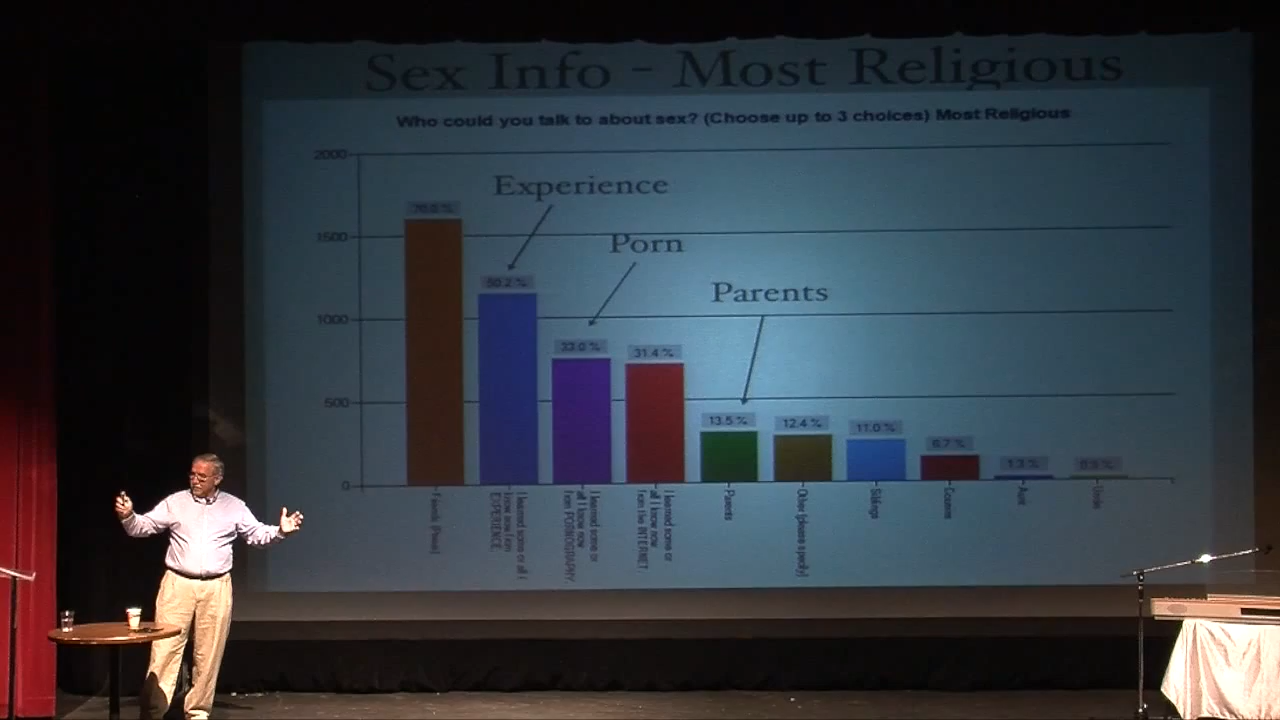 Sex Info - Most Religious
Who could you talk to about sex? (Choose up to 3 choices) Most Religious
2000
1500
1000
500
0
Experience
Porn
Parents
70.0 %
50.2 %
33.0 %
31.4 %
13.5 %
12.4 %
11.0 %
6.7 %
1.3 %
Friends (Peers)
I learned some or all I
know now from
EXPERIENCE.
I learned some or
all I know now
from PORNOGRAPHY.
I learned some or
all I know now
from the INTERNET.
Parents
Other (please specify)
Siblings
Cousins
Aunt
Uncle